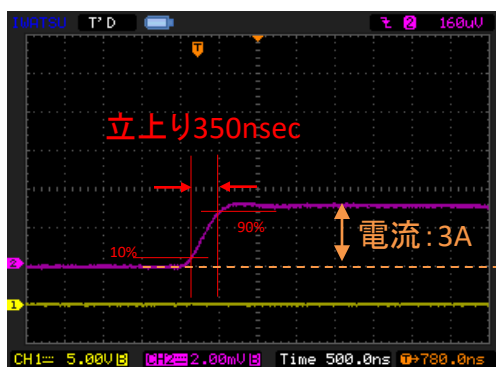 IWATSU T'D 2 160uV
T
立上り350nsec
90%
10%
電流:3A
2
1
CH1 5.00V B CH2 2.00mV B Time 500.0ns T→780.0ns